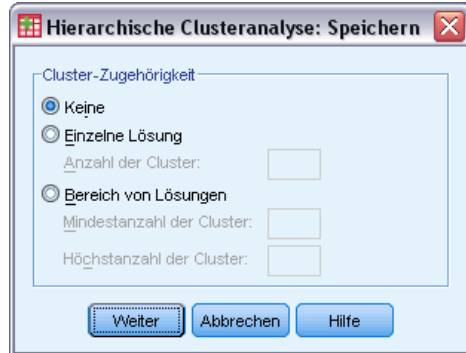 Hierarchische Clusteranalyse: Speichern
Cluster-Zugehörigkeit
Keine
Einzelne Lösung
Anzahl der Cluster:
Bereich von Lösungen
Mindestanzahl der Cluster:
Höchstanzahl der Cluster:
Weiter Abbrechen Hilfe